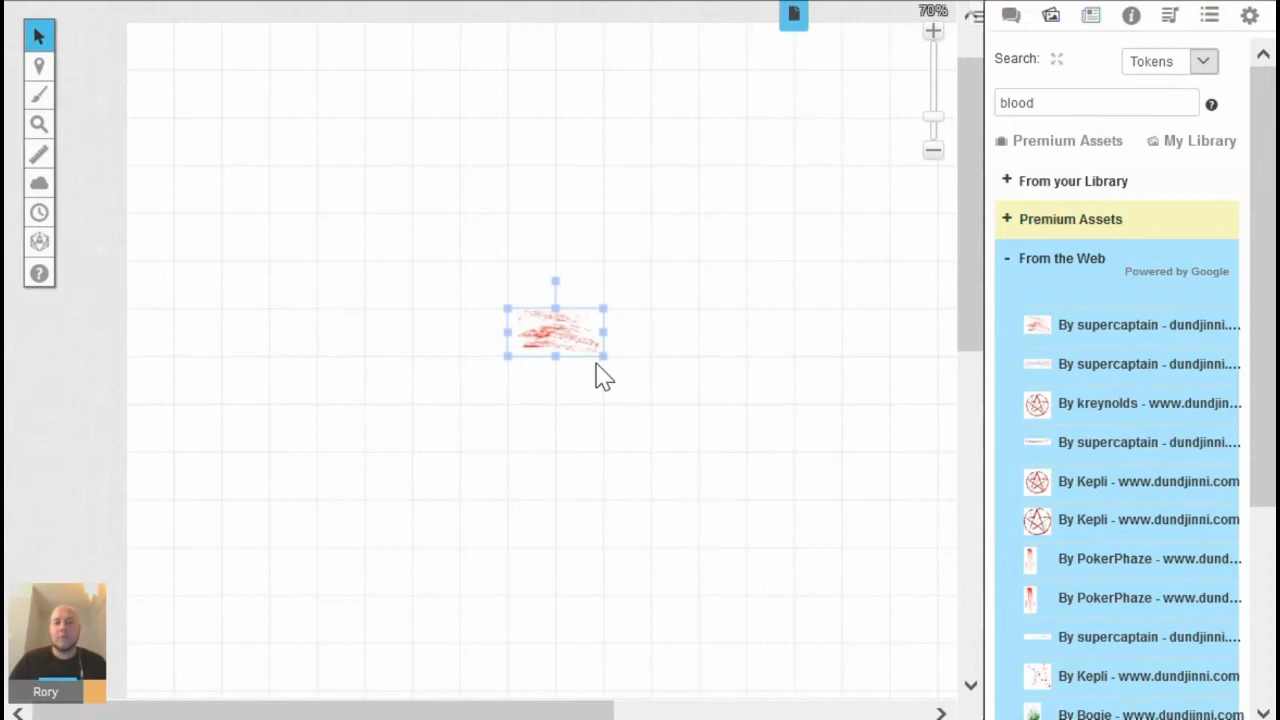 70%
Search:
Tokens
blood
Premium Assets
My Library
+ From your Library
+ Premium Assets
- From the Web
Powered by Google
By supercaptain - dundjinni....
By supercaptain - dundjinni....
By kreynolds - www.dundjin...
By supercaptain - dundjinni....
By Kepli - www.dundjinni.com
By Kepli - www.dundjinni.com
By PokerPhaze - www.dund...
By PokerPhaze - www.dund...
By supercaptain - dundjinni....
By Kepli - www.dundjinni.com
By Bogie - www.dundjinni.com
Rory